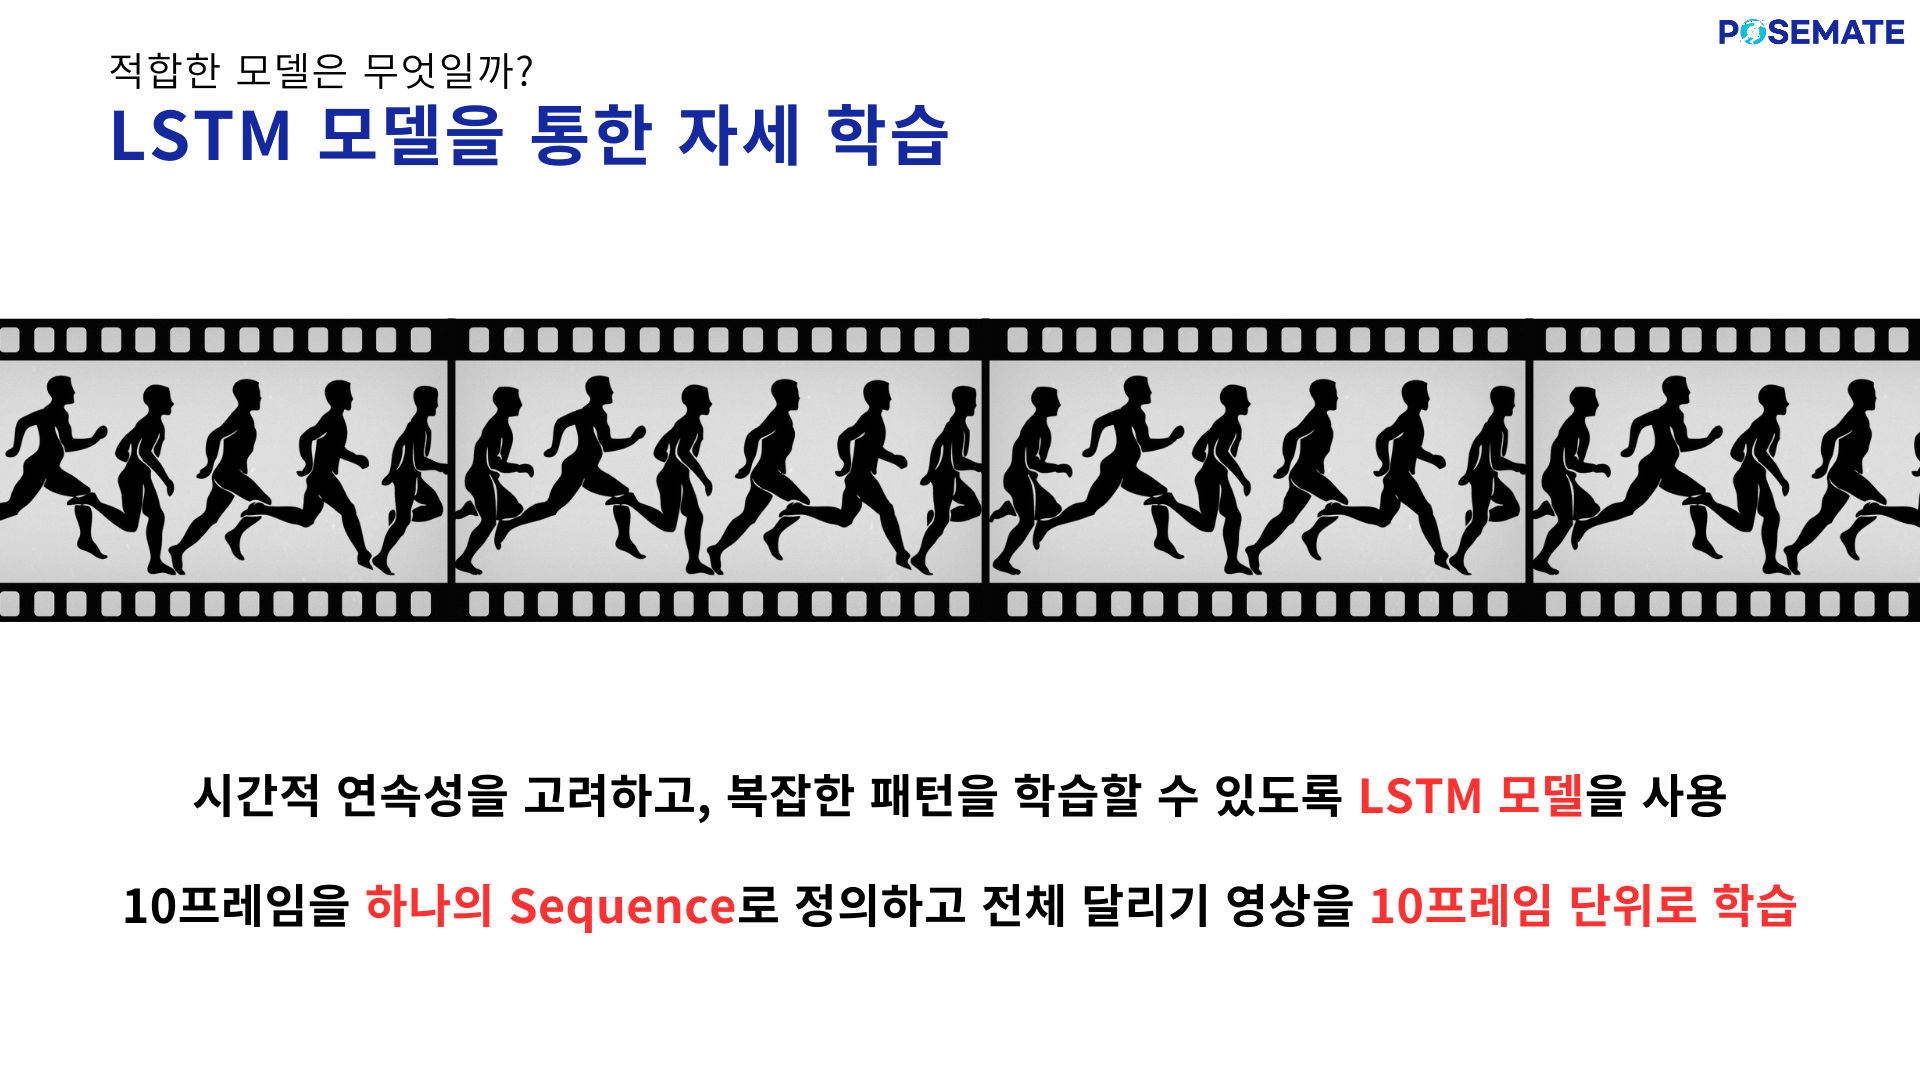 POSEMATE
적합한 모델은 무엇일까?
LSTM 모델을 통한 자세 학습
시간적 연속성을 고려하고, 복잡한 패턴을 학습할 수 있도록 LSTM 모델을 사용
10프레임을 하나의 Sequence로 정의하고 전체 달리기 영상을 10프레임 단위로 학습